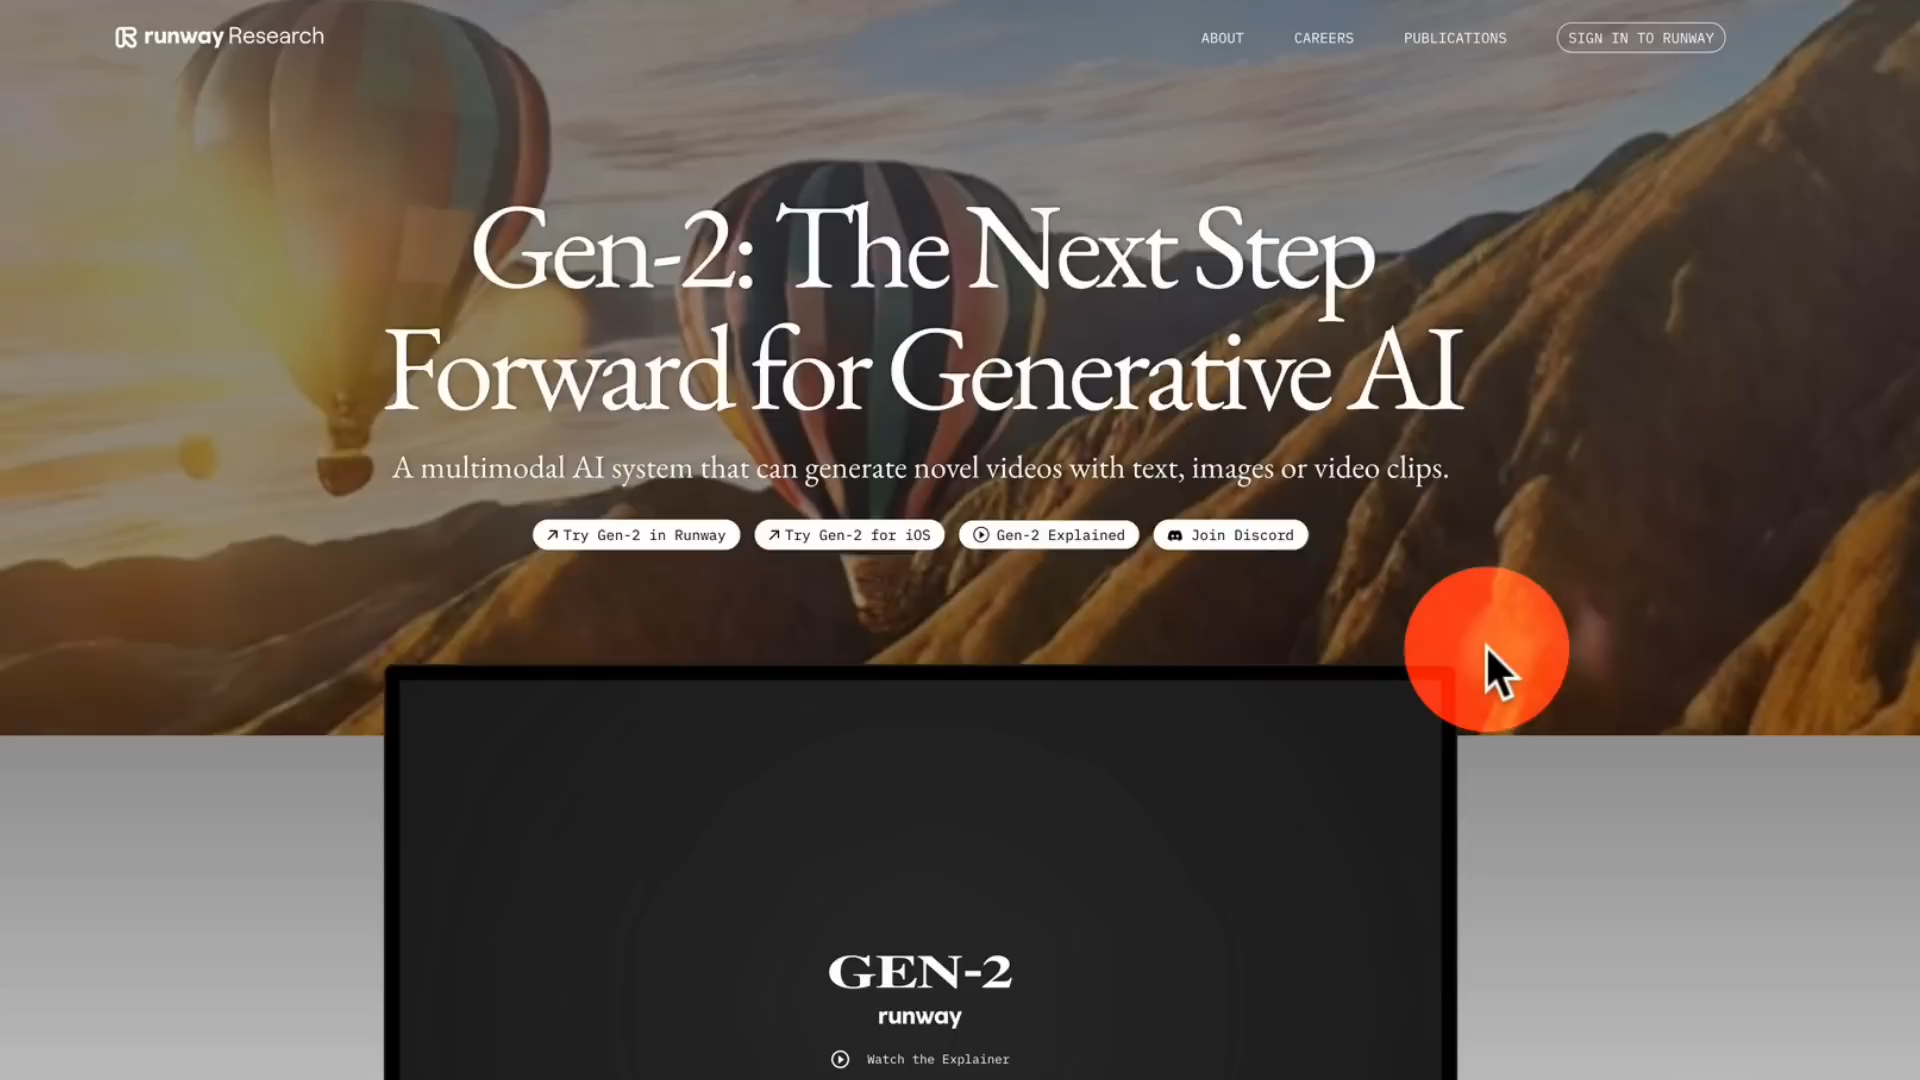 runway Research
ABOUT
CAREERS
PUBLICATIONS
SIGN IN TO RUNWAY
Gen-2: The Next Step
Forward for Generative AI
A multimodal AI system that can generate novel videos with text, images or video clips.
Try Gen-2 in Runway
Try Gen-2 for iOS
Gen-2 Explained
Join Discord
GEN-2
runway
Watch the Explainer